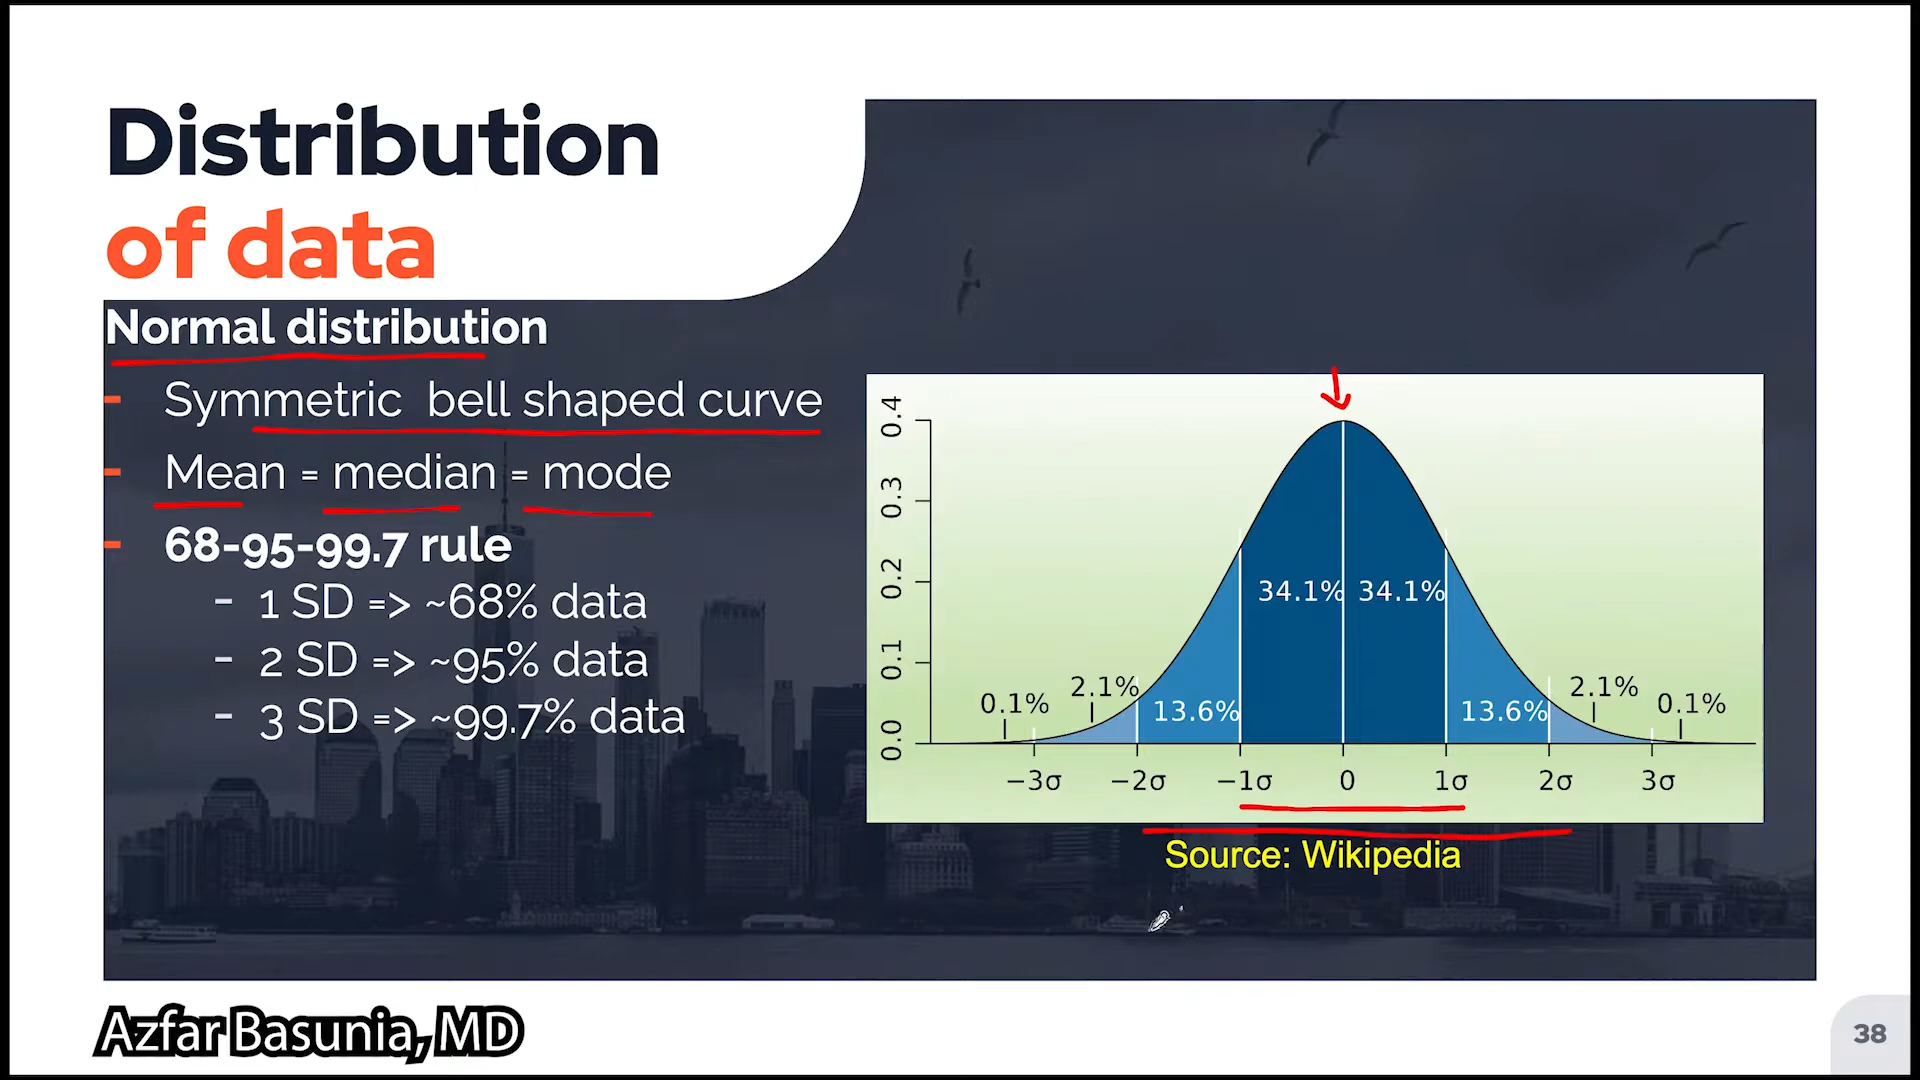 Distribution
of data
Normal distribution
- Symmetric bell shaped curve
- Mean = median = mode
- 68-95-99.7 rule
- 1 SD => ~68% data
- 2 SD => ~95% data
- 3 SD => ~99.7% data
0.4
0.3
0.2
0.1
0.0
34.1% 34.1%
0.1% 2.1% 13.6% 13.6% 2.1% 0.1%
−3σ −2σ −1σ 0 1σ 2σ 3σ
Source: Wikipedia
Azfar Basunia, MD
38